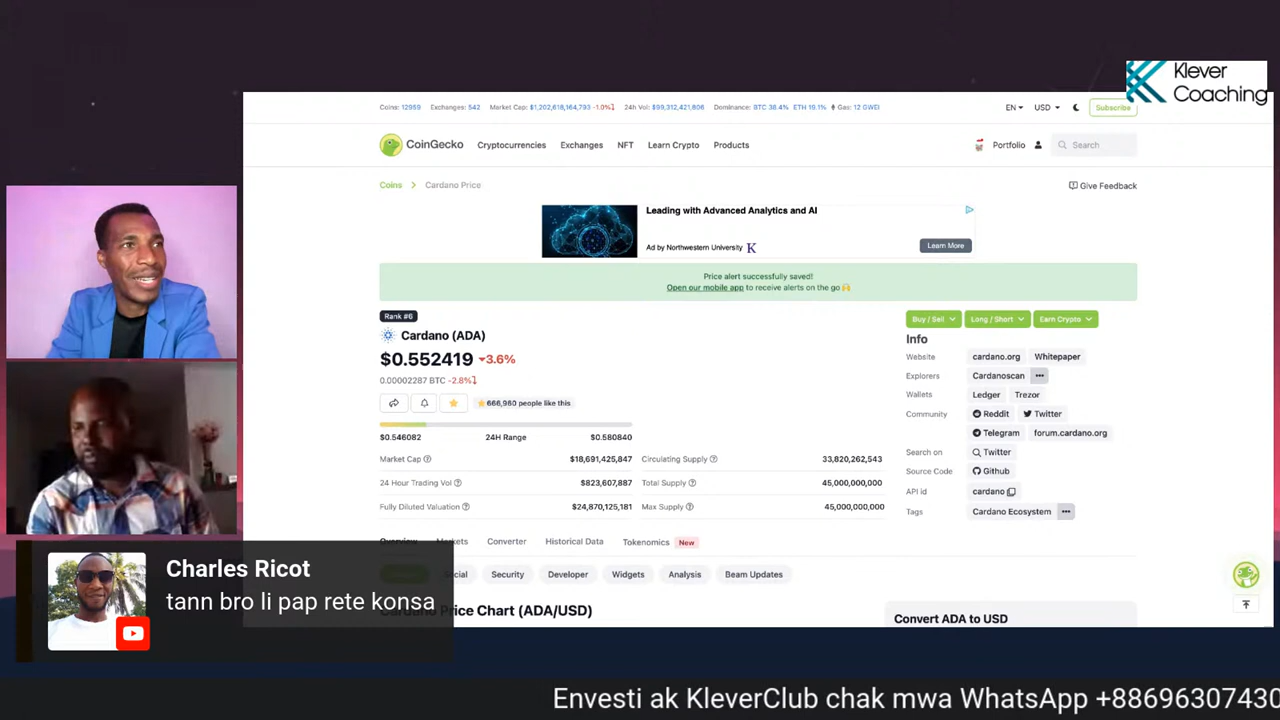 Klever
Coaching
Coins: 12959 Exchanges: 542 Market Cap: $1,202,618,164,793 -1.0% 24h Vol: $99,312,421,806 Dominance: BTC 36.4% ETH 19.1% Gas: 12 GWEI
EN USD Subscribe
CoinGecko Cryptocurrencies Exchanges NFT Learn Crypto Products Portfolio Search
Coins > Cardano Price Give Feedback
Leading with Advanced Analytics and AI
Ad by Northwestern University K Learn More
Price alert successfully saved!
Open our mobile app to receive alerts on the go 🙌
Rank #6
Cardano (ADA)
$0.552419 3.6%
0.00002287 BTC -2.8%
666,960 people like this
$0.546082 24H Range $0.580840
Market Cap $18,691,425,847
24 Hour Trading Vol $823,607,887
Fully Diluted Valuation $24,870,125,181
Circulating Supply 33,820,262,543
Total Supply 45,000,000,000
Max Supply 45,000,000,000
Buy / Sell Long / Short Earn Crypto
Info
Website cardano.org Whitepaper
Explorers Cardanoscan •••
Wallets Ledger Trezor
Community Reddit Twitter
Telegram forum.cardano.org
Search on Twitter
Source Code Github
API id cardano
Tags Cardano Ecosystem •••
Converter Historical Data Tokenomics New
Security Developer Widgets Analysis Beam Updates
Price Chart (ADA/USD)
Convert ADA to USD
Charles Ricot
tann bro li pap rete konsa
Envesti ak KleverClub chak mwa WhatsApp +88696307430